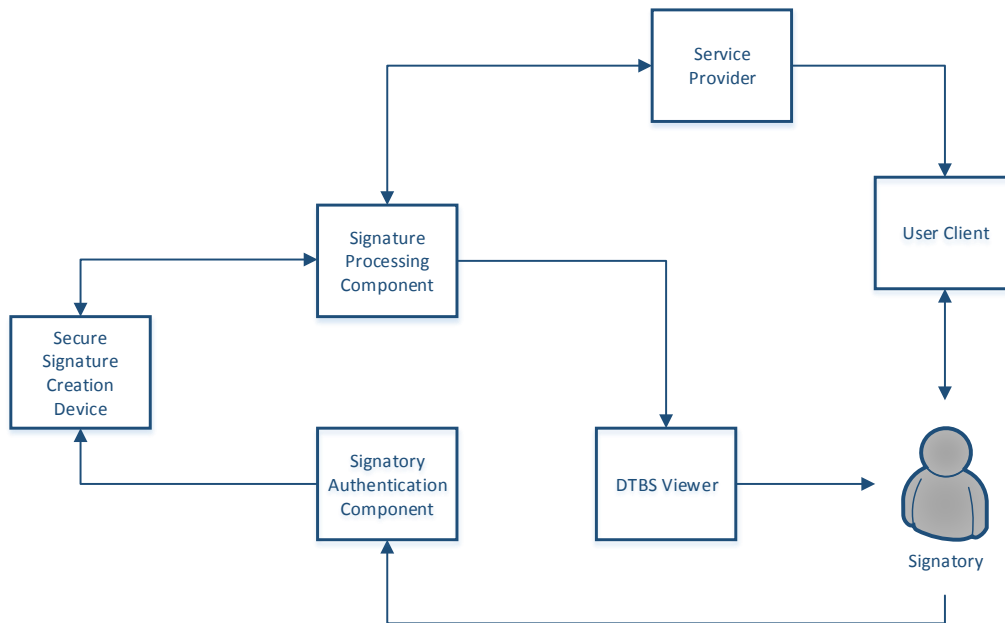 Service
Provider
User Client
Signature
Processing
Component
Secure
Signature
Creation
Device
Signatory
Authentication
Component
DTBS Viewer
Signatory